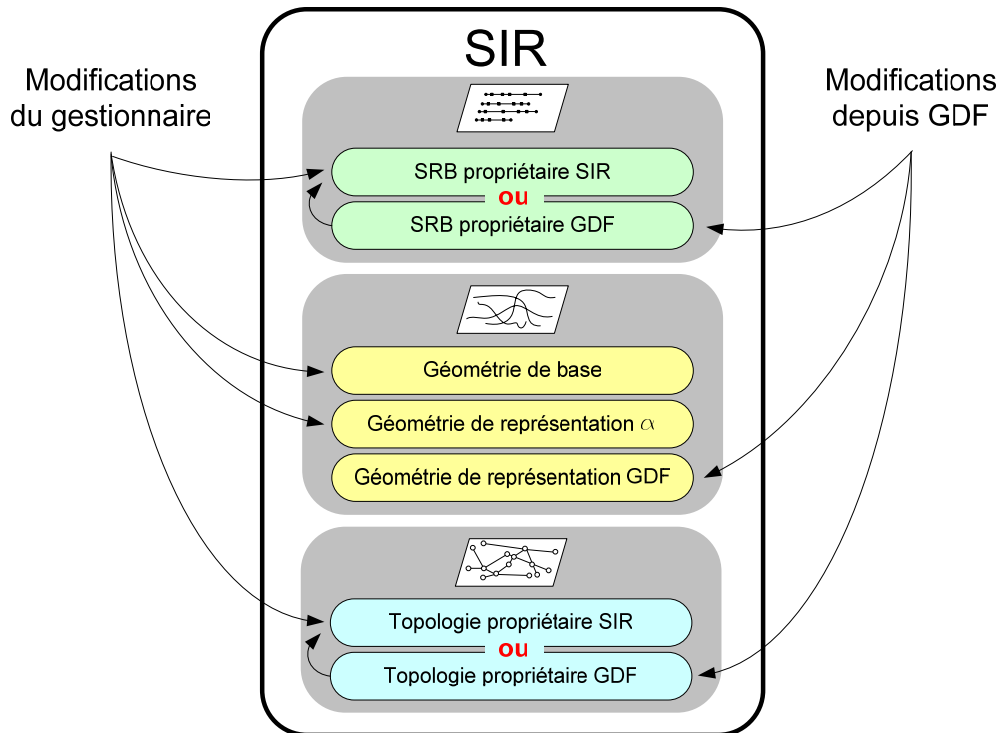 SIR
Modifications
du gestionnaire
Modifications
depuis GDF
SRB propriétaire SIR
ou
SRB propriétaire GDF
Géométrie de base
Géométrie de représentation α
Géométrie de représentation GDF
Topologie propriétaire SIR
ou
Topologie propriétaire GDF